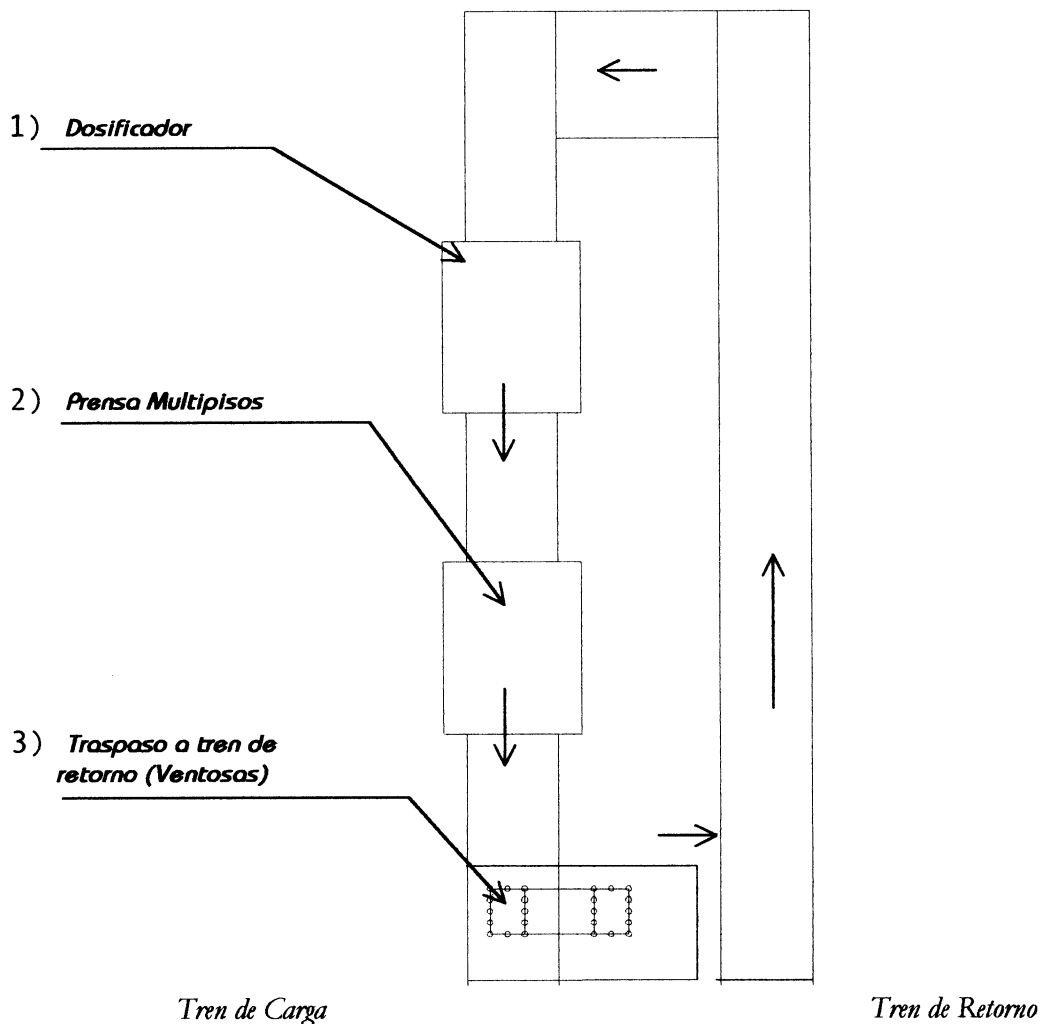 1) Dosificador
2) Prensa Multipisos
3) Traspaso a tren de
retorno (Ventosas)
Tren de Carga
Tren de Retorno